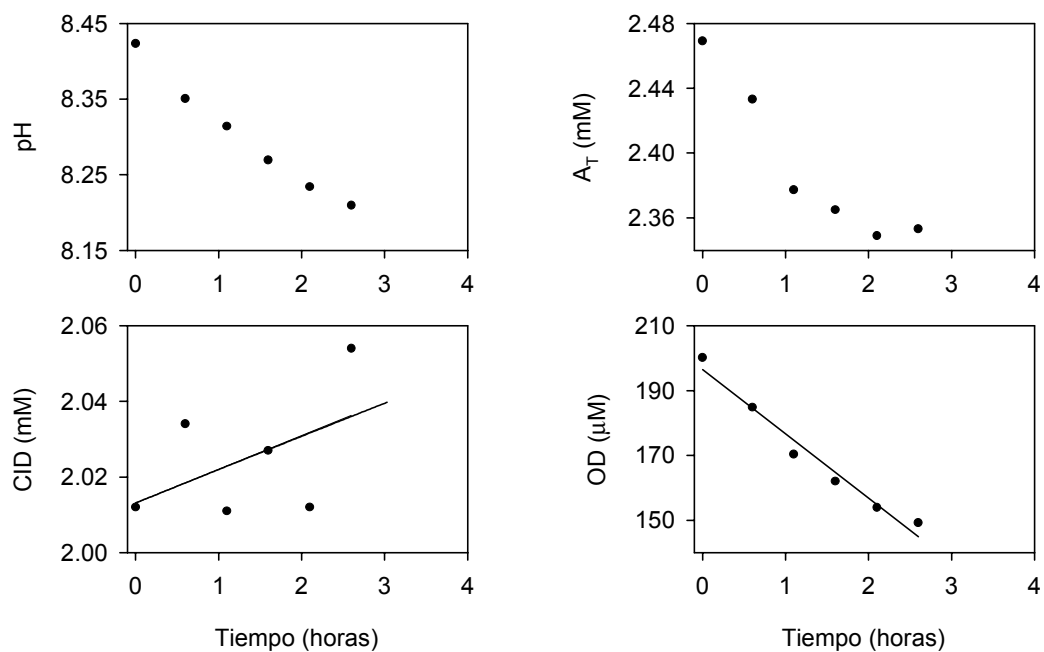 8.45
8.35
8.25
8.15
pH
0 1 2 3 4
2.48
2.44
2.40
2.36
A_T (mM)
0 1 2 3 4
2.06
2.04
2.02
2.00
CID (mM)
0 1 2 3 4
Tiempo (horas)
210
190
170
150
OD (µM)
0 1 2 3 4
Tiempo (horas)